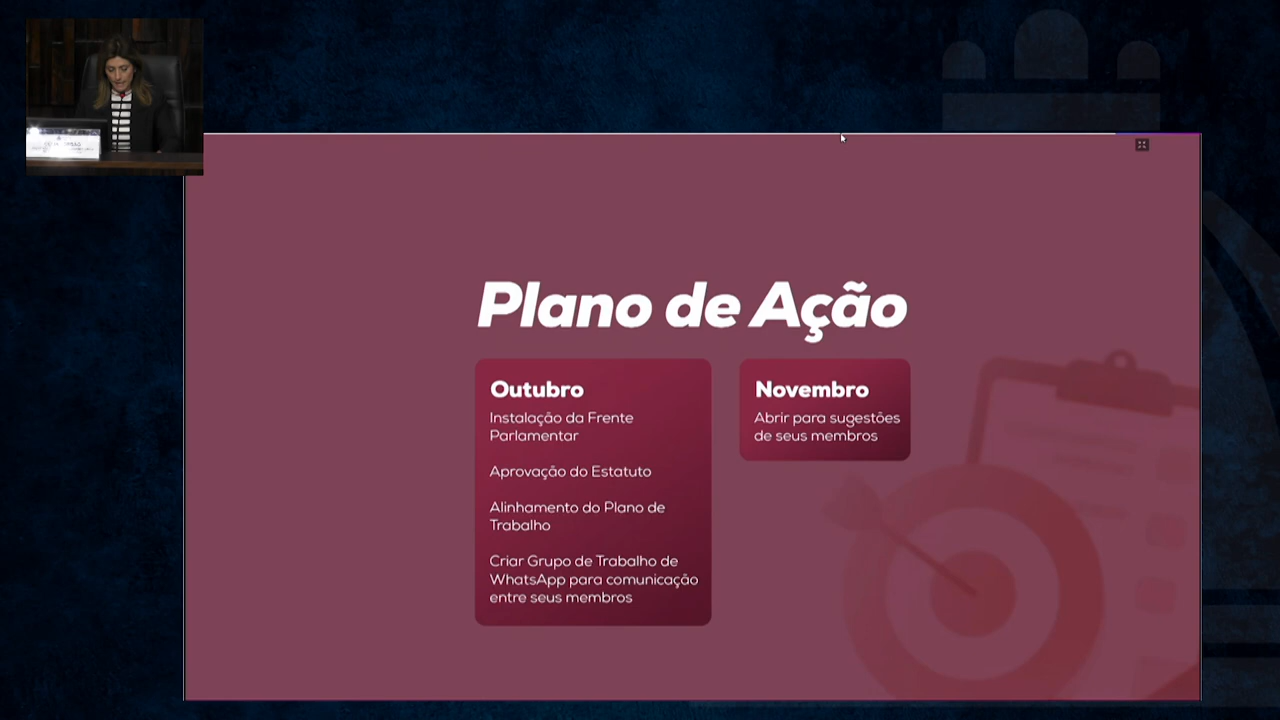 Plano de Ação
Outubro
Instalação da Frente
Parlamentar
Aprovação do Estatuto
Alinhamento do Plano de
Trabalho
Criar Grupo de Trabalho de
WhatsApp para comunicação
entre seus membros
Novembro
Abrir para sugestões
de seus membros